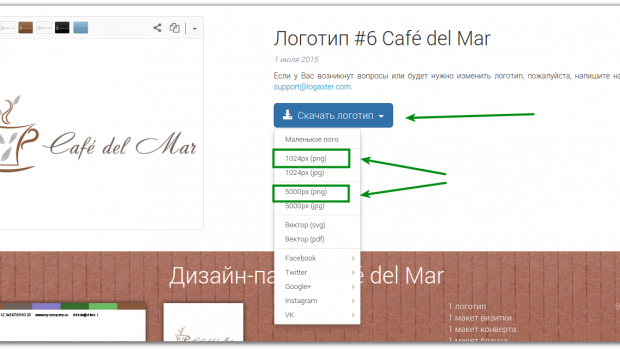 Логотип #6 Café del Mar
1 июля 2015
Если у Вас возникнут вопросы или будет нужно изменить логотип, пожалуйста, напишите на
support@logaster.com.
Скачать логотип
Café del Mar
Маленькое лого
1024px (png)
1024px (jpg)
5000px (png)
5000px (jpg)
Вектор (svg)
Вектор (pdf)
Facebook
Twitter
Google+
Instagram
VK
Дизайн-па é del Mar
1 логотип
1 макет визитки
1 макет конверта
1 макет бланка